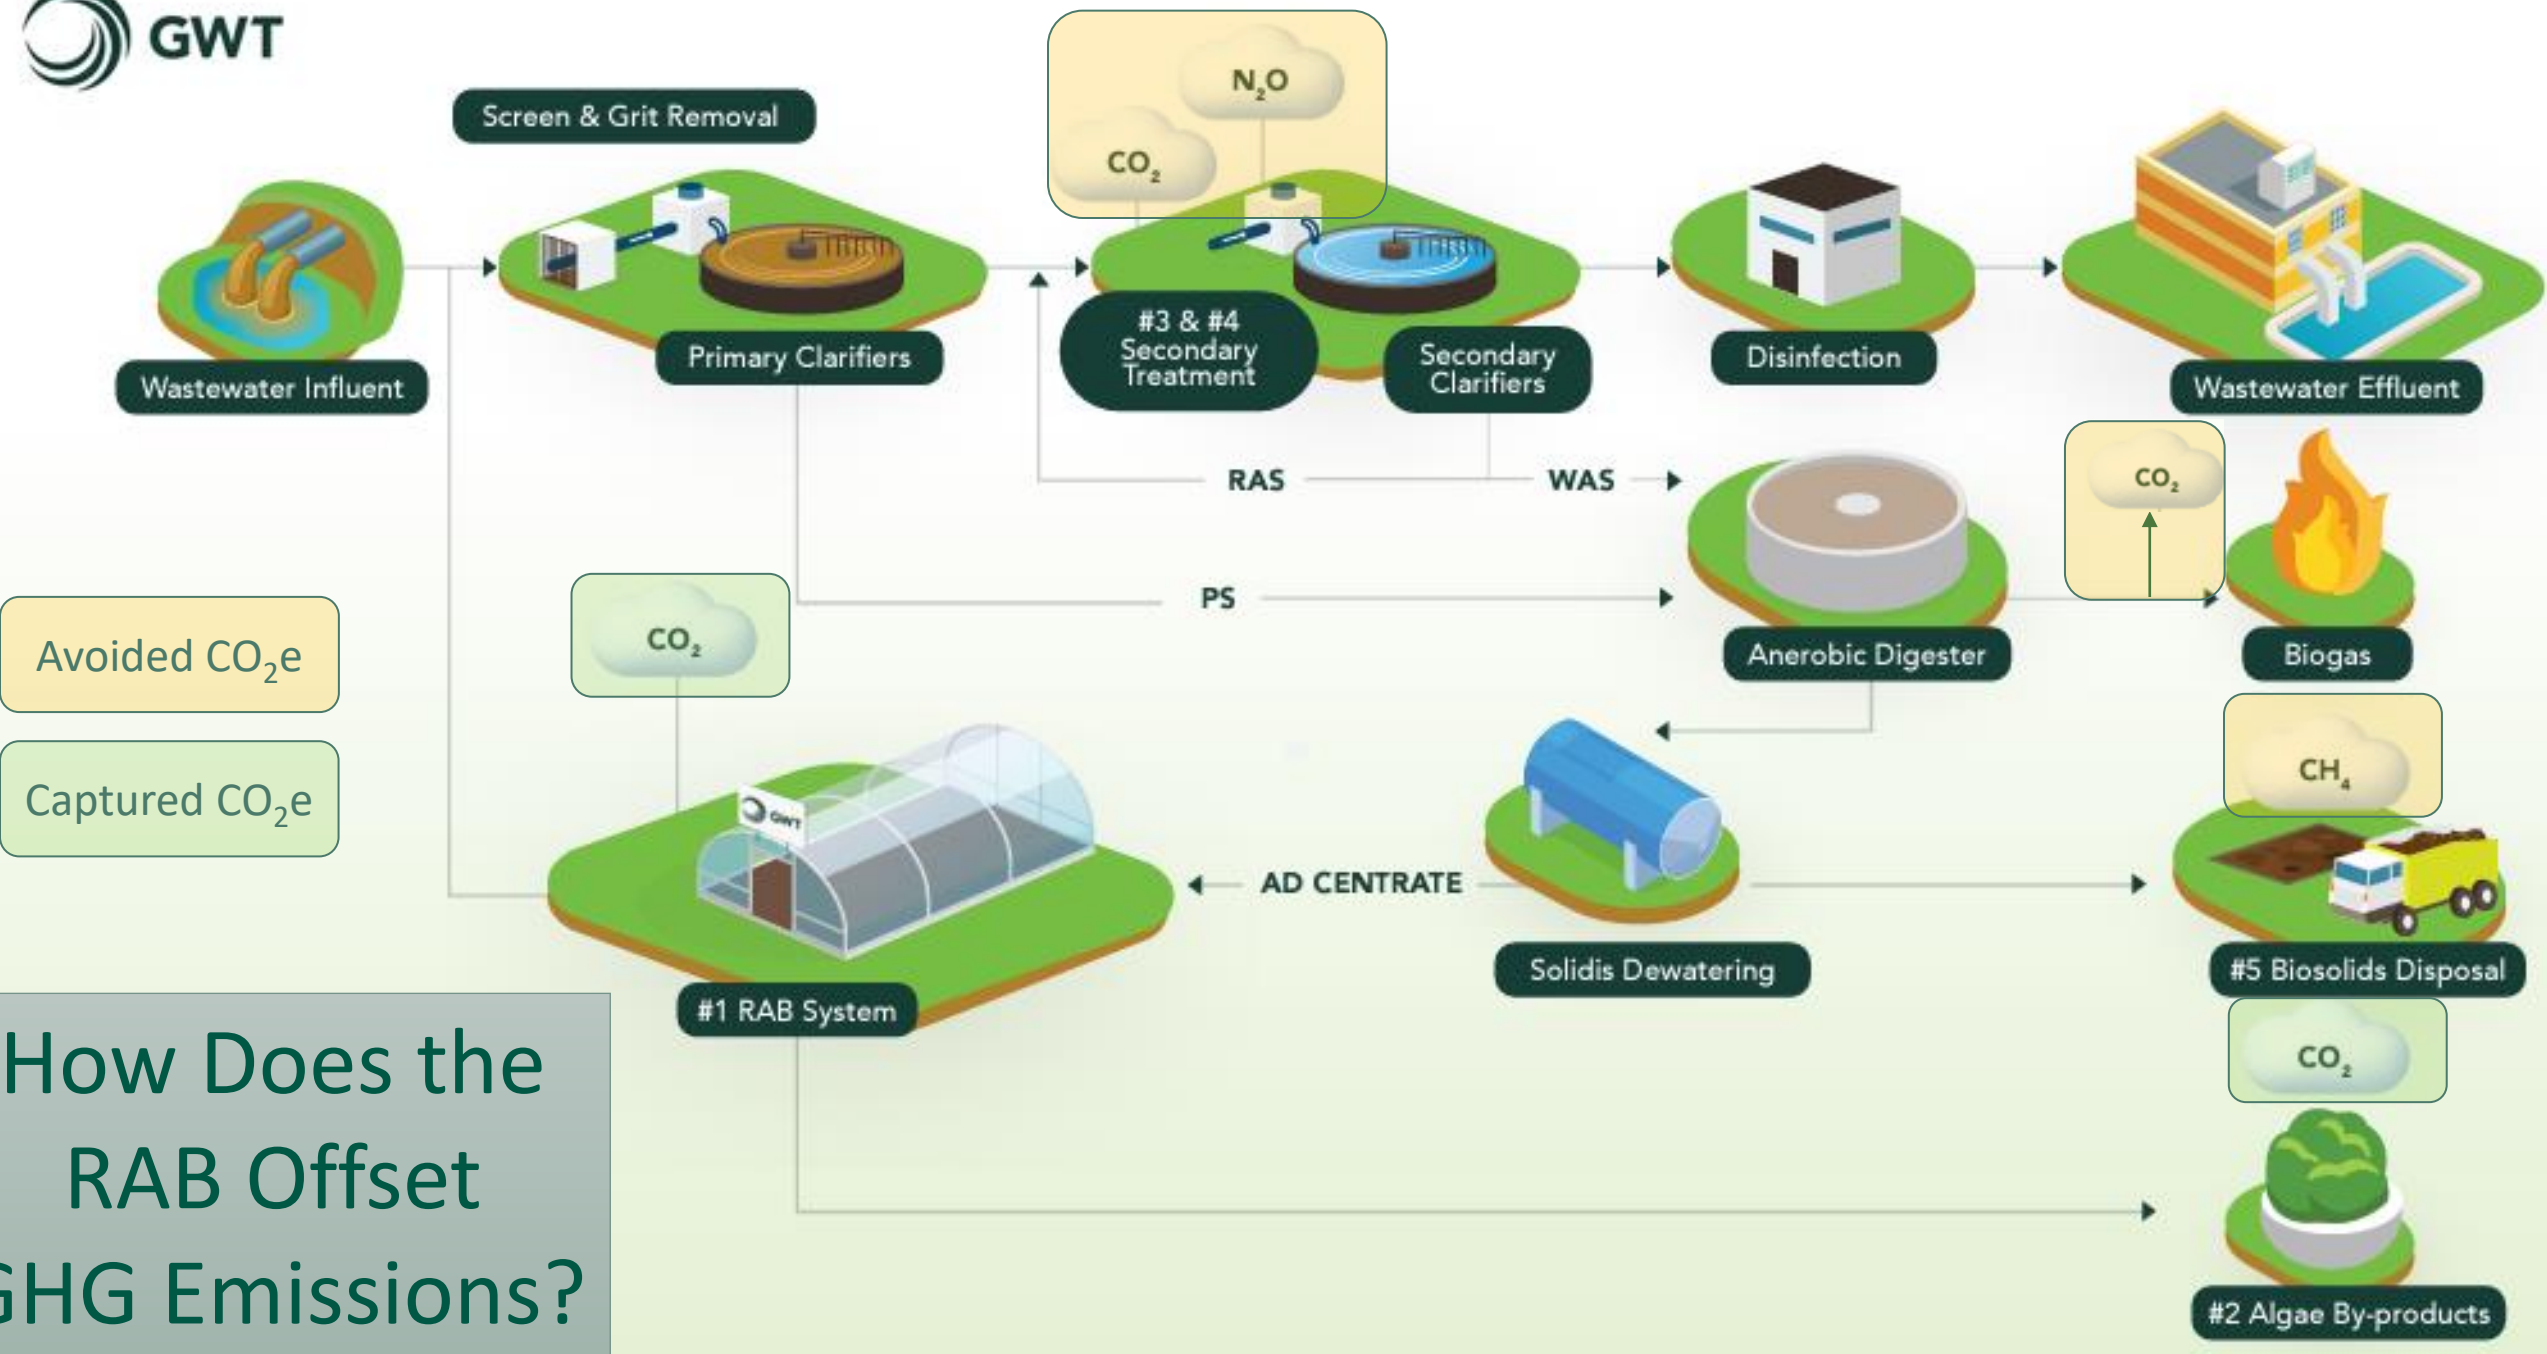 GWT
N₂O
Screen & Grit Removal
CO₂
#3 & #4
Secondary
Treatment
Secondary
Clarifiers
Primary Clarifiers
Disinfection
Wastewater Influent
Wastewater Effluent
RAS
WAS
CO₂
PS
CO₂
Avoided CO₂e
Anerobic Digester
Biogas
CH₄
Captured CO₂e
GWT
AD CENTRATE
Solidis Dewatering
#5 Biosolids Disposal
#1 RAB System
CO₂
How Does the
RAB Offset
GHG Emissions?
#2 Algae By-products